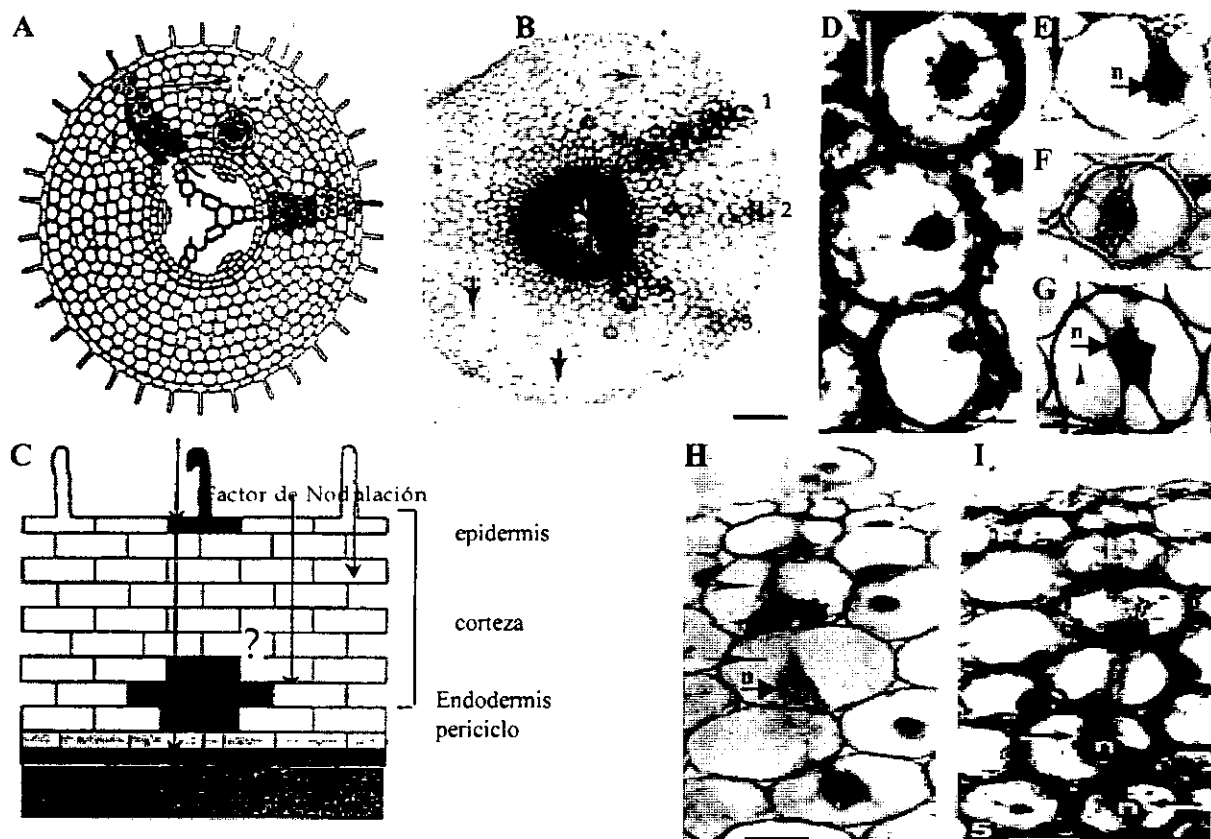 A
B
D
E
1
n
2
F
G
3
n
C
Factor de Nodulación
epidermis
corteza
?
Endodermis
periciclo
H
I
n
n
n
S